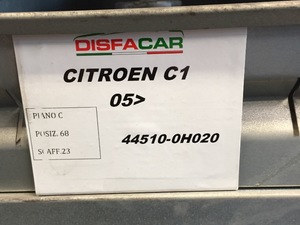 DISFACAR
CITROEN C1
05>
PIANO C
POSIZ. 68
SCAFF.23
44510-0H020